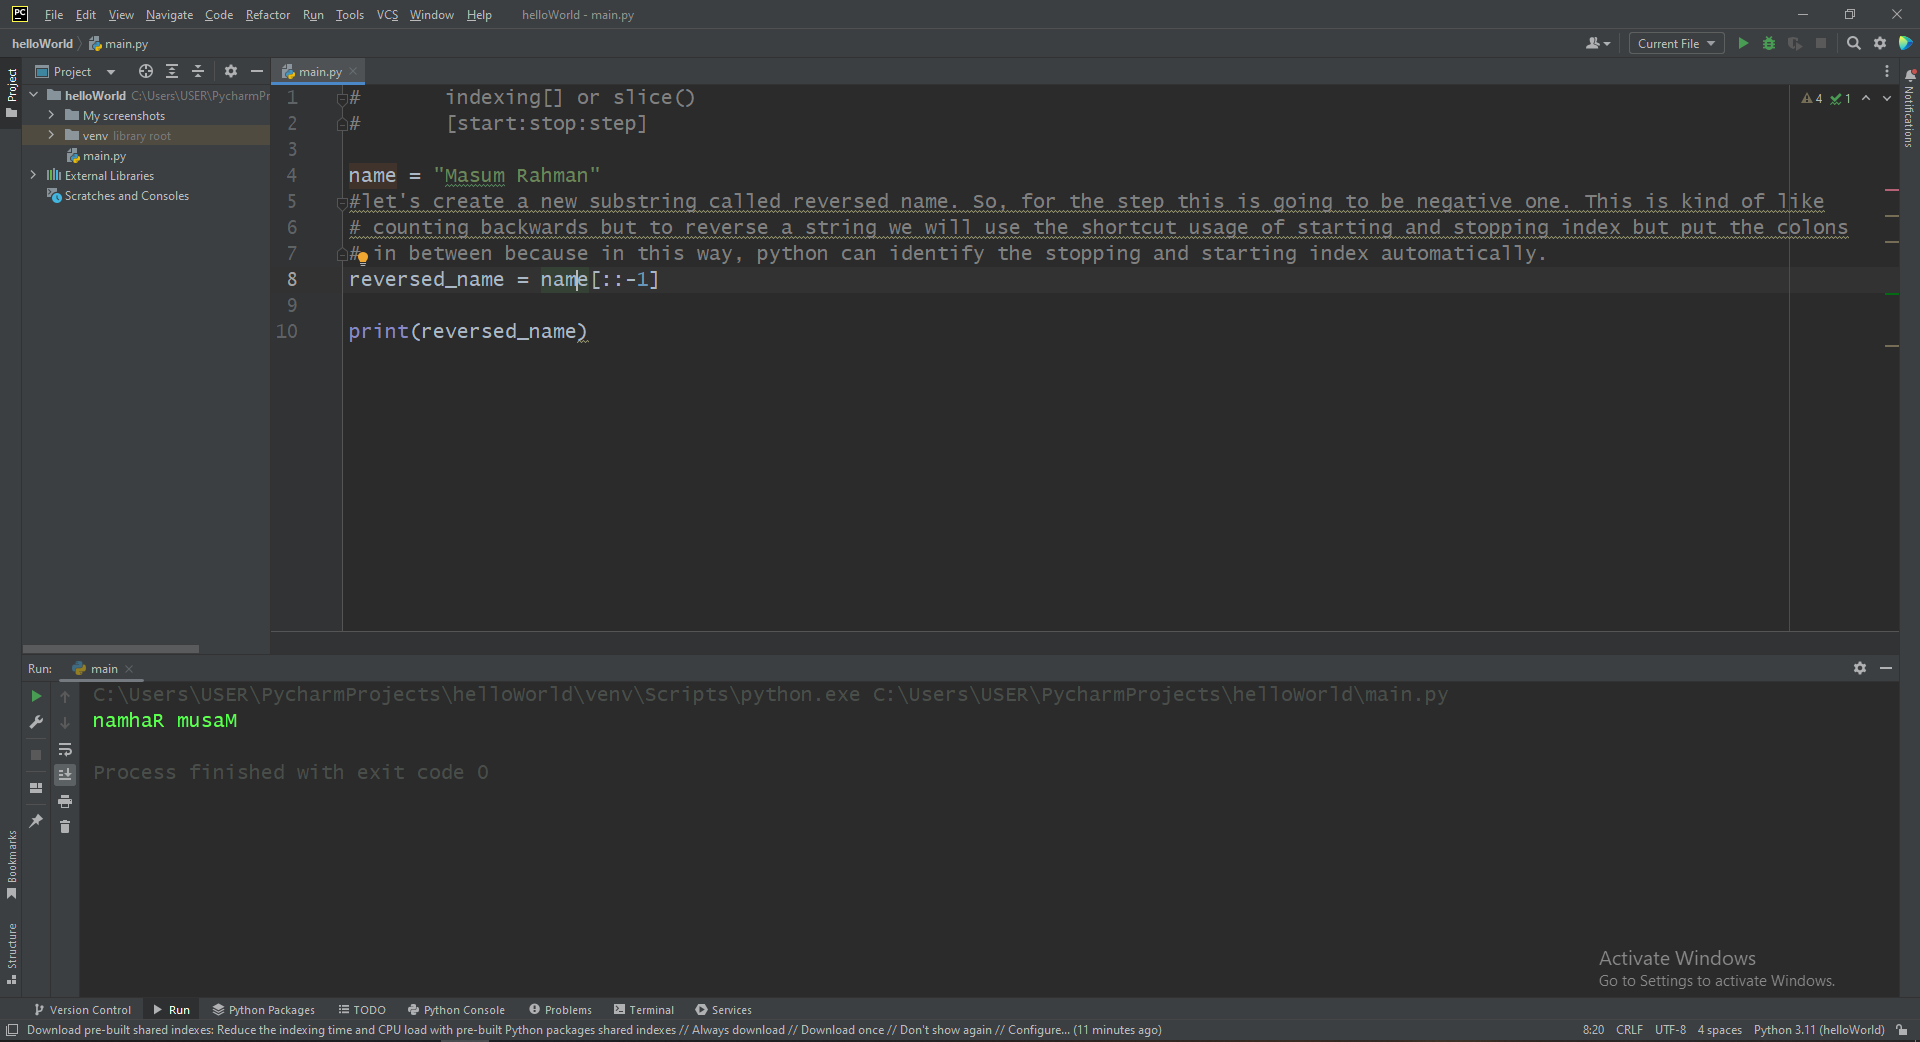 PC File Edit View Navigate Code Refactor Run Tools VCS Window Help helloWorld - main.py
helloWorld main.py Current File
Project main.py
Project
helloWorld C:\Users\USER\PycharmPr
My screenshots
venv library root
main.py
External Libraries
Scratches and Consoles
1 # indexing[] or slice()
2 # [start:stop:step]
3
4 name = "Masum Rahman"
5 #let's create a new substring called reversed name. So, for the step this is going to be negative one. This is kind of like
6 # counting backwards but to reverse a string we will use the shortcut usage of starting and stopping index but put the colons
7 # in between because in this way, python can identify the stopping and starting index automatically.
8 reversed_name = name[::-1]
9
10 print(reversed_name)
4 1
Notifications
Run: main
C:\Users\USER\PycharmProjects\helloWorld\venv\Scripts\python.exe C:\Users\USER\PycharmProjects\helloWorld\main.py
namhaR musaM
Process finished with exit code 0
Bookmarks
Structure
Activate Windows
Go to Settings to activate Windows.
Version Control Run Python Packages TODO Python Console Problems Terminal Services
Download pre-built shared indexes: Reduce the indexing time and CPU load with pre-built Python packages shared indexes // Always download // Download once // Don't show again // Configure... (11 minutes ago) 8:20 CRLF UTF-8 4 spaces Python 3.11 (helloWorld)